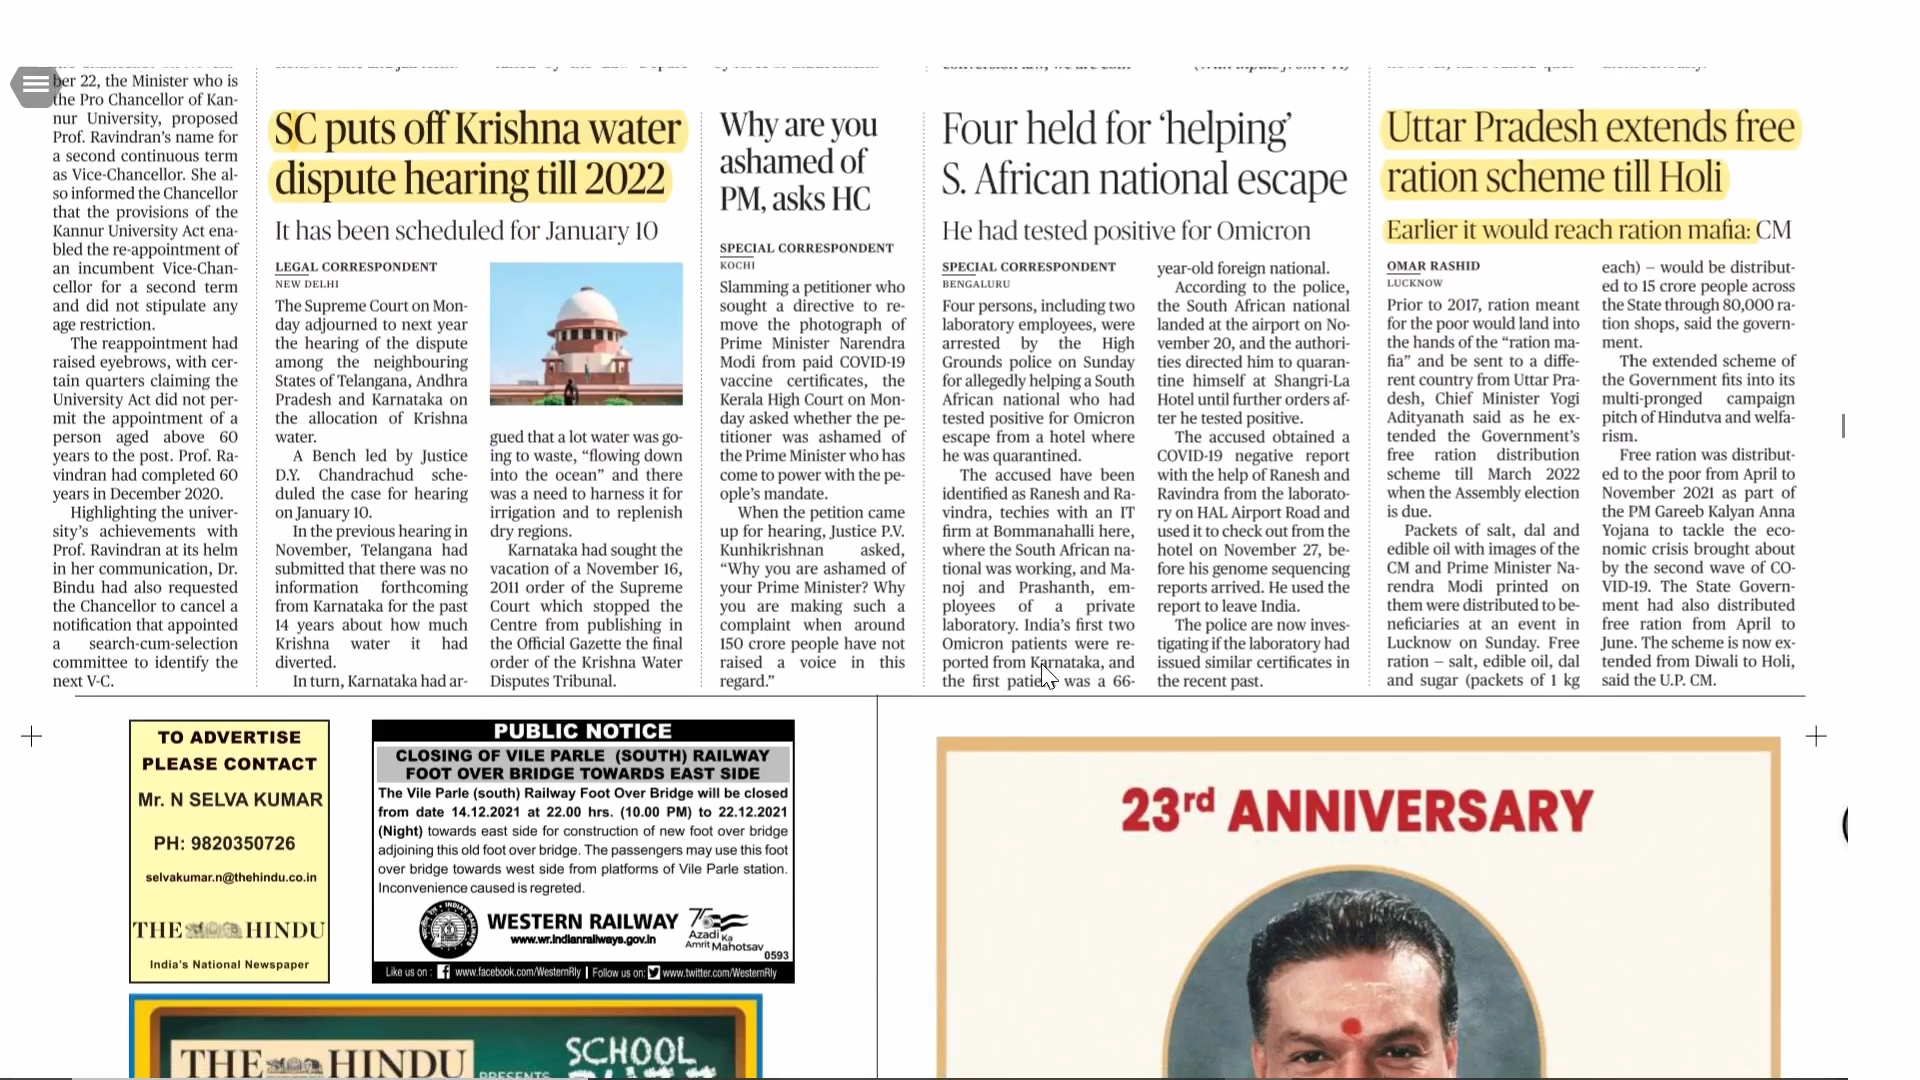 ber 22, the Minister who is
the Pro Chancellor of Kan-
nur University, proposed
Prof. Ravindran's name for
a second continuous term
as Vice-Chancellor. She al-
so informed the Chancellor
that the provisions of the
Kannur University Act ena-
bled the re-appointment of
an incumbent Vice-Chan-
cellor for a second term
and did not stipulate any
age restriction.
The reappointment had
raised eyebrows, with cer-
tain quarters claiming the
University Act did not per-
mit the appointment of a
person aged above 60
years to the post. Prof. Ra-
vindran had completed 60
years in December 2020.
Highlighting the univer-
sity's achievements with
Prof. Ravindran at its helm
in her communication, Dr.
Bindu had also requested
the Chancellor to cancel a
notification that appointed
a search-cum-selection
committee to identify the
next V-C.
SC puts off Krishna water
dispute hearing till 2022
It has been scheduled for January 10
LEGAL CORRESPONDENT
NEW DELHI
The Supreme Court on Mon-
day adjourned to next year
the hearing of the dispute
among the neighbouring
States of Telangana, Andhra
Pradesh and Karnataka on
the allocation of Krishna
water.
A Bench led by Justice
D.Y. Chandrachud sche-
duled the case for hearing
on January 10.
In the previous hearing in
November, Telangana had
submitted that there was no
information forthcoming
from Karnataka for the past
14 years about how much
Krishna water it had
diverted.
In turn, Karnataka had ar-
gued that a lot water was go-
ing to waste, "flowing down
into the ocean" and there
was a need to harness it for
irrigation and to replenish
dry regions.
Karnataka had sought the
vacation of a November 16,
2011 order of the Supreme
Court which stopped the
Centre from publishing in
the Official Gazette the final
order of the Krishna Water
Disputes Tribunal.
Why are you
ashamed of
PM, asks HC
SPECIAL CORRESPONDENT
KOCHI
Slamming a petitioner who
sought a directive to re-
move the photograph of
Prime Minister Narendra
Modi from paid COVID-19
vaccine certificates, the
Kerala High Court on Mon-
day asked whether the pe-
titioner was ashamed of
the Prime Minister who has
come to power with the pe-
ople's mandate.
When the petition came
up for hearing, Justice P.V.
Kunhikrishnan asked,
"Why you are ashamed of
your Prime Minister? Why
you are making such a
complaint when around
150 crore people have not
raised a voice in this
regard."
Four held for 'helping'
S. African national escape
He had tested positive for Omicron
SPECIAL CORRESPONDENT
BENGALURU
Four persons, including two
laboratory employees, were
arrested by the High
Grounds police on Sunday
for allegedly helping a South
African national who had
tested positive for Omicron
escape from a hotel where
he was quarantined.
The accused have been
identified as Ranesh and Ra-
vindra, techies with an IT
firm at Bommanahalli here,
where the South African na-
tional was working, and Ma-
noj and Prashanth, em-
ployees of a private
laboratory. India's first two
Omicron patients were re-
ported from Karnataka, and
the first patient was a 66-
year-old foreign national.
According to the police,
the South African national
landed at the airport on No-
vember 20, and the authori-
ties directed him to quaran-
tine himself at Shangri-La
Hotel until further orders af-
ter he tested positive.
The accused obtained a
COVID-19 negative report
with the help of Ranesh and
Ravindra from the laborato-
ry on HAL Airport Road and
used it to check out from the
hotel on November 27, be-
fore his genome sequencing
reports arrived. He used the
report to leave India.
The police are now inves-
tigating if the laboratory had
issued similar certificates in
the recent past.
Uttar Pradesh extends free
ration scheme till Holi
Earlier it would reach ration mafia: CM
OMAR RASHID
LUCKNOW
Prior to 2017, ration meant
for the poor would land into
the hands of the "ration ma-
fia" and be sent to a diffe-
rent country from Uttar Pra-
desh, Chief Minister Yogi
Adityanath said as he ex-
tended the Government's
free ration distribution
scheme till March 2022
when the Assembly election
is due.
Packets of salt, dal and
edible oil with images of the
CM and Prime Minister Na-
rendra Modi printed on
them were distributed to be-
neficiaries at an event in
Lucknow on Sunday. Free
ration – salt, edible oil, dal
and sugar (packets of 1 kg
each) – would be distribut-
ed to 15 crore people across
the State through 80,000 ra-
tion shops, said the govern-
ment.
The extended scheme of
the Government fits into its
multi-pronged campaign
pitch of Hindutva and welfa-
rism.
Free ration was distribut-
ed to the poor from April to
November 2021 as part of
the PM Gareeb Kalyan Anna
Yojana to tackle the eco-
nomic crisis brought about
by the second wave of CO-
VID-19. The State Govern-
ment had also distributed
free ration from April to
June. The scheme is now ex-
tended from Diwali to Holi,
said the U.P. CM.
TO ADVERTISE
PLEASE CONTACT
Mr. N SELVA KUMAR
PH: 9820350726
selvakumar.n@thehindu.co.in
THE HINDU
India's National Newspaper
PUBLIC NOTICE
CLOSING OF VILE PARLE (SOUTH) RAILWAY
FOOT OVER BRIDGE TOWARDS EAST SIDE
The Vile Parle (south) Railway Foot Over Bridge will be closed
from date 14.12.2021 at 22.00 hrs. (10.00 PM) to 22.12.2021
(Night) towards east side for construction of new foot over bridge
adjoining this old foot over bridge. The passengers may use this foot
over bridge towards west side from platforms of Vile Parle station.
Inconvenience caused is regreted.
WESTERN RAILWAY
www.wr.indianrailways.gov.in
75 Azadi Ka
Amrit Mahotsav
0593
Like us on : www.facebook.com/WesternRly | Follow us on: www.twitter.com/WesternRly
23rd ANNIVERSARY
THE HINDU
PRESENTS
SCHOOL